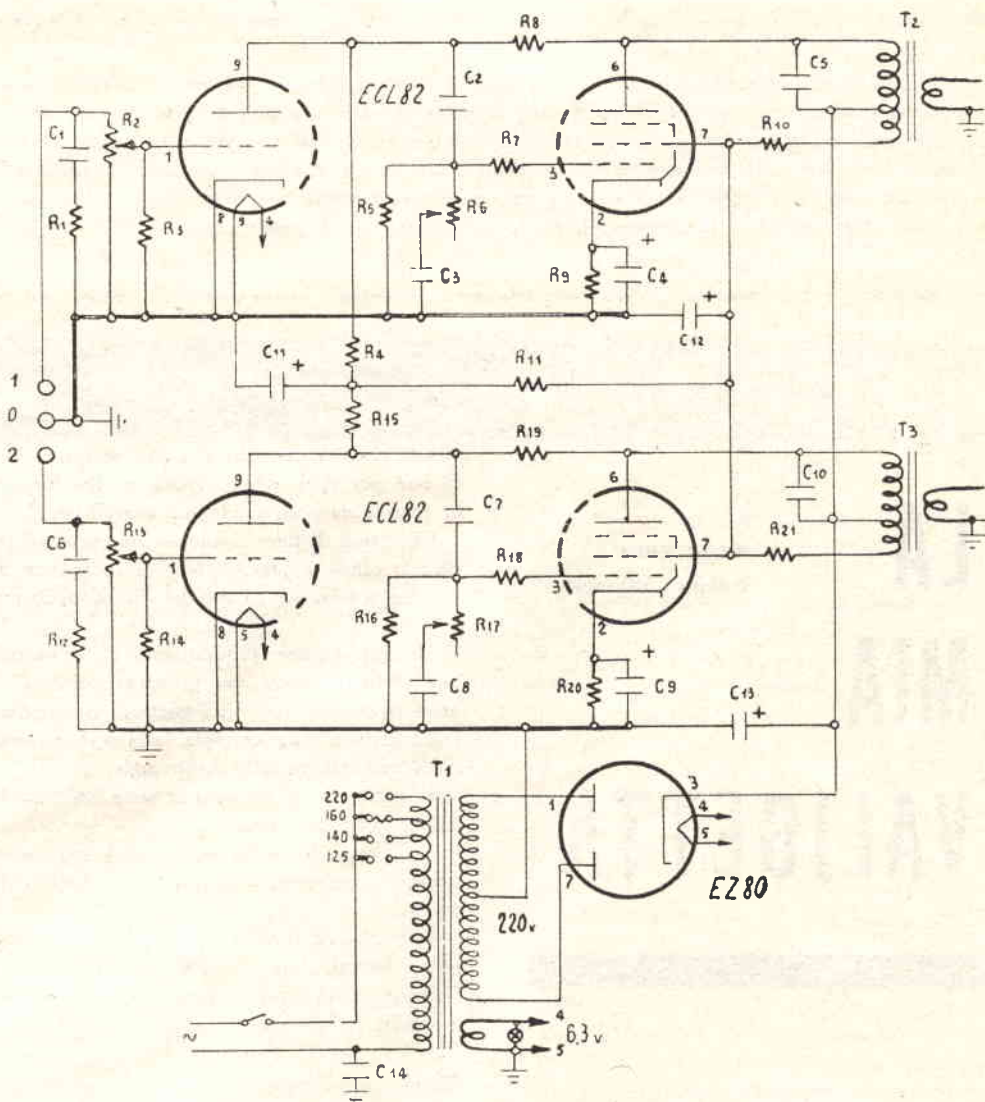 R8
T2
9
6
C2
C5
ECL82
C1
R2
R7
7
R10
1
3
R5
R6
R1
R3
8 9 4
2
+
C3
R9
C4
+
C12
C11
+
R4
R11
1
0
R15
2
R19
T3
9
6
C10
ECL82
C7
C6
R13
R18
7
R21
1
3
R16
R17
R12
R14
8 5 4
2
+
C8
R20
C9
C13
+
T1
220
160
140
125
1
3
4
5
7
EZ80
220v
4
6,3 v
5
~
C14